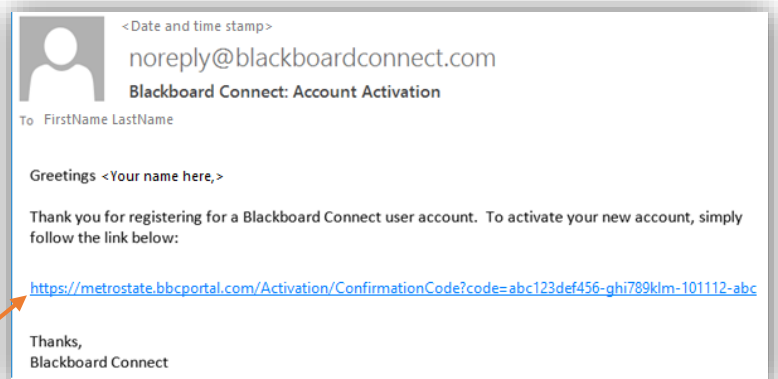 <Date and time stamp>
noreply@blackboardconnect.com
Blackboard Connect: Account Activation
To FirstName LastName
Greetings <Your name here,>
Thank you for registering for a Blackboard Connect user account.  To activate your new account, simply
follow the link below:
https://metrostate.bbcportal.com/Activation/ConfirmationCode?code=abc123def456-ghi789klm-101112-abc
Thanks,
Blackboard Connect